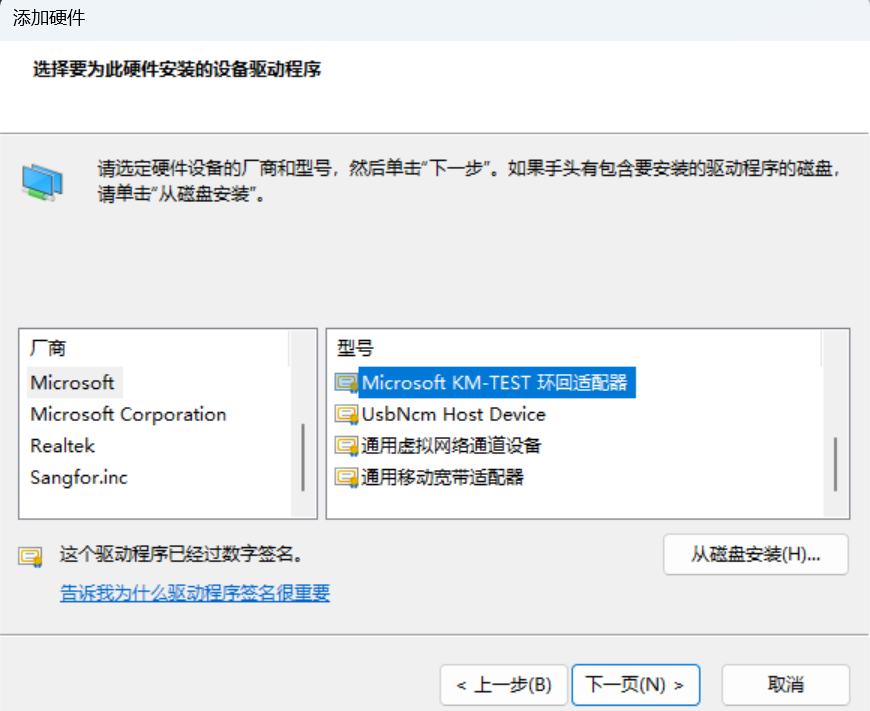 添加硬件
选择要为此硬件安装的设备驱动程序
请选定硬件设备的厂商和型号，然后单击“下一步”。如果手头有包含要安装的驱动程序的磁盘，
请单击“从磁盘安装”。
厂商
Microsoft
Microsoft Corporation
Realtek
Sangfor.inc
型号
Microsoft KM-TEST 环回适配器
UsbNcm Host Device
通用虚拟网络通道设备
通用移动宽带适配器
这个驱动程序已经过数字签名。
从磁盘安装(H)...
告诉我为什么驱动程序签名很重要
< 上一步(B)
下一页(N) >
取消